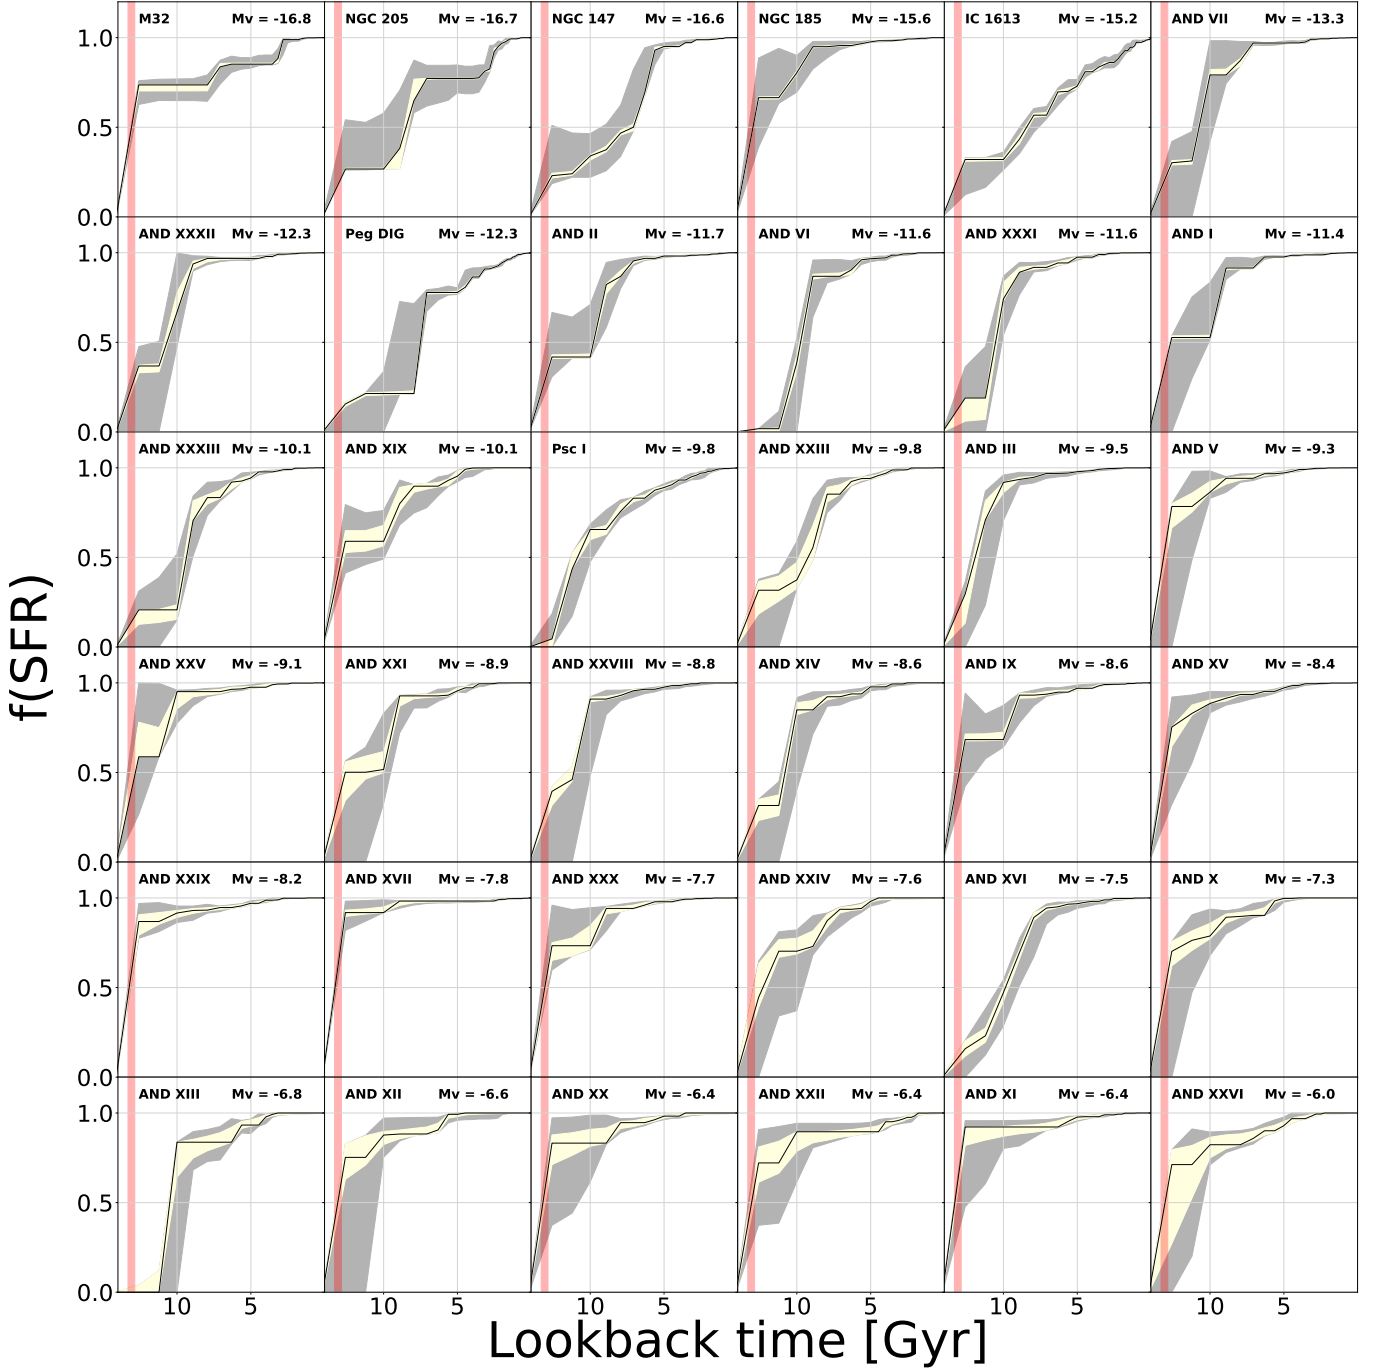 M32 Mv = -16.8 NGC 205 Mv = -16.7 NGC 147 Mv = -16.6 NGC 185 Mv = -15.6 IC 1613 Mv = -15.2 AND VII Mv = -13.3
1.0
0.5
0.0
AND XXXII Mv = -12.3 Peg DIG Mv = -12.3 AND II Mv = -11.7 AND VI Mv = -11.6 AND XXXI Mv = -11.6 AND I Mv = -11.4
1.0
0.5
0.0
AND XXXIII Mv = -10.1 AND XIX Mv = -10.1 Psc I Mv = -9.8 AND XXIII Mv = -9.8 AND III Mv = -9.5 AND V Mv = -9.3
1.0
0.5
0.0
f(SFR)
AND XXV Mv = -9.1 AND XXI Mv = -8.9 AND XXVIII Mv = -8.8 AND XIV Mv = -8.6 AND IX Mv = -8.6 AND XV Mv = -8.4
1.0
0.5
0.0
AND XXIX Mv = -8.2 AND XVII Mv = -7.8 AND XXX Mv = -7.7 AND XXIV Mv = -7.6 AND XVI Mv = -7.5 AND X Mv = -7.3
1.0
0.5
0.0
AND XIII Mv = -6.8 AND XII Mv = -6.6 AND XX Mv = -6.4 AND XXII Mv = -6.4 AND XI Mv = -6.4 AND XXVI Mv = -6.0
1.0
0.5
0.0
10 5 10 5 10 5 10 5 10 5 10 5
Lookback time [Gyr]